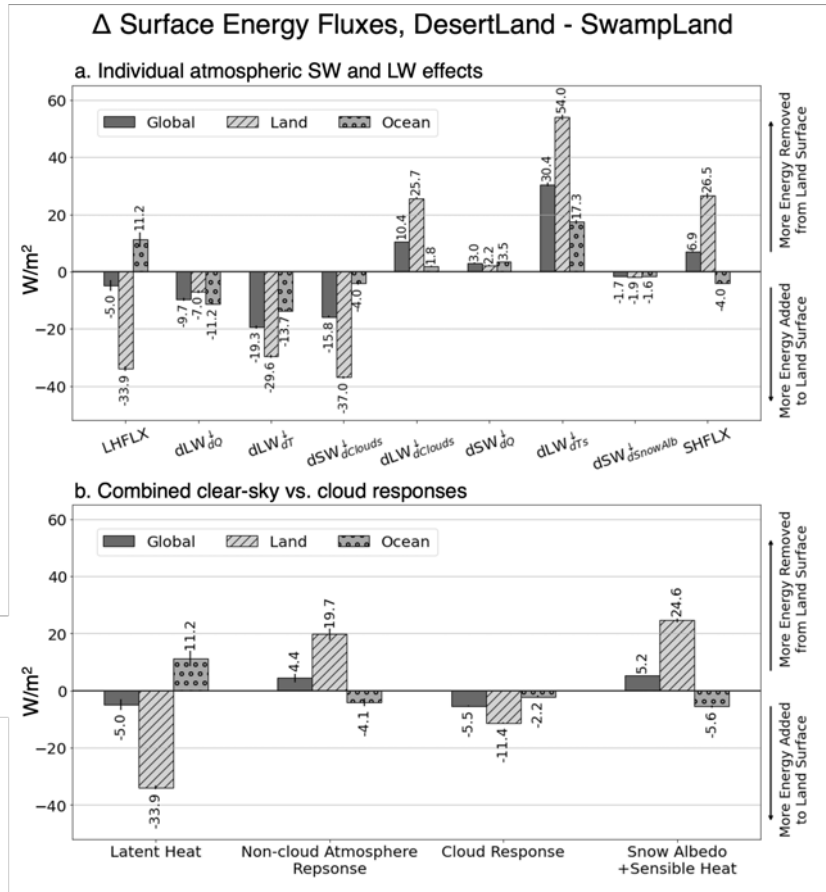 Δ Surface Energy Fluxes, DesertLand - SwampLand
a. Individual atmospheric SW and LW effects
Global Land Ocean
W/m²
60
40
20
0
−20
−40
-5.0 -33.9 11.2
-9.7 -7.0 -11.2
-19.3 -29.6 -13.7
-15.8 -37.0 -4.0
10.4 25.7 1.8
3.0 2.2 3.5
30.4 54.0 17.3
-1.7 -1.9 -1.6
6.9 26.5 -4.0
LHFLX dLW↓dQ dLW↓dT dSW↓dClouds dLW↓dClouds dSW↓dQ dLW↓dTs dSW↓dSnowAlb SHFLX
More Energy Removed
from Land Surface
More Energy Added
to Land Surface
b. Combined clear-sky vs. cloud responses
Global Land Ocean
W/m²
60
40
20
0
−20
−40
-5.0 -33.9 11.2
4.4 19.7 -4.1
-5.5 -11.4 -2.2
5.2 24.6 -5.6
Latent Heat Non-cloud Atmosphere Cloud Response Snow Albedo
Repsonse +Sensible Heat
More Energy Removed
from Land Surface
More Energy Added
to Land Surface